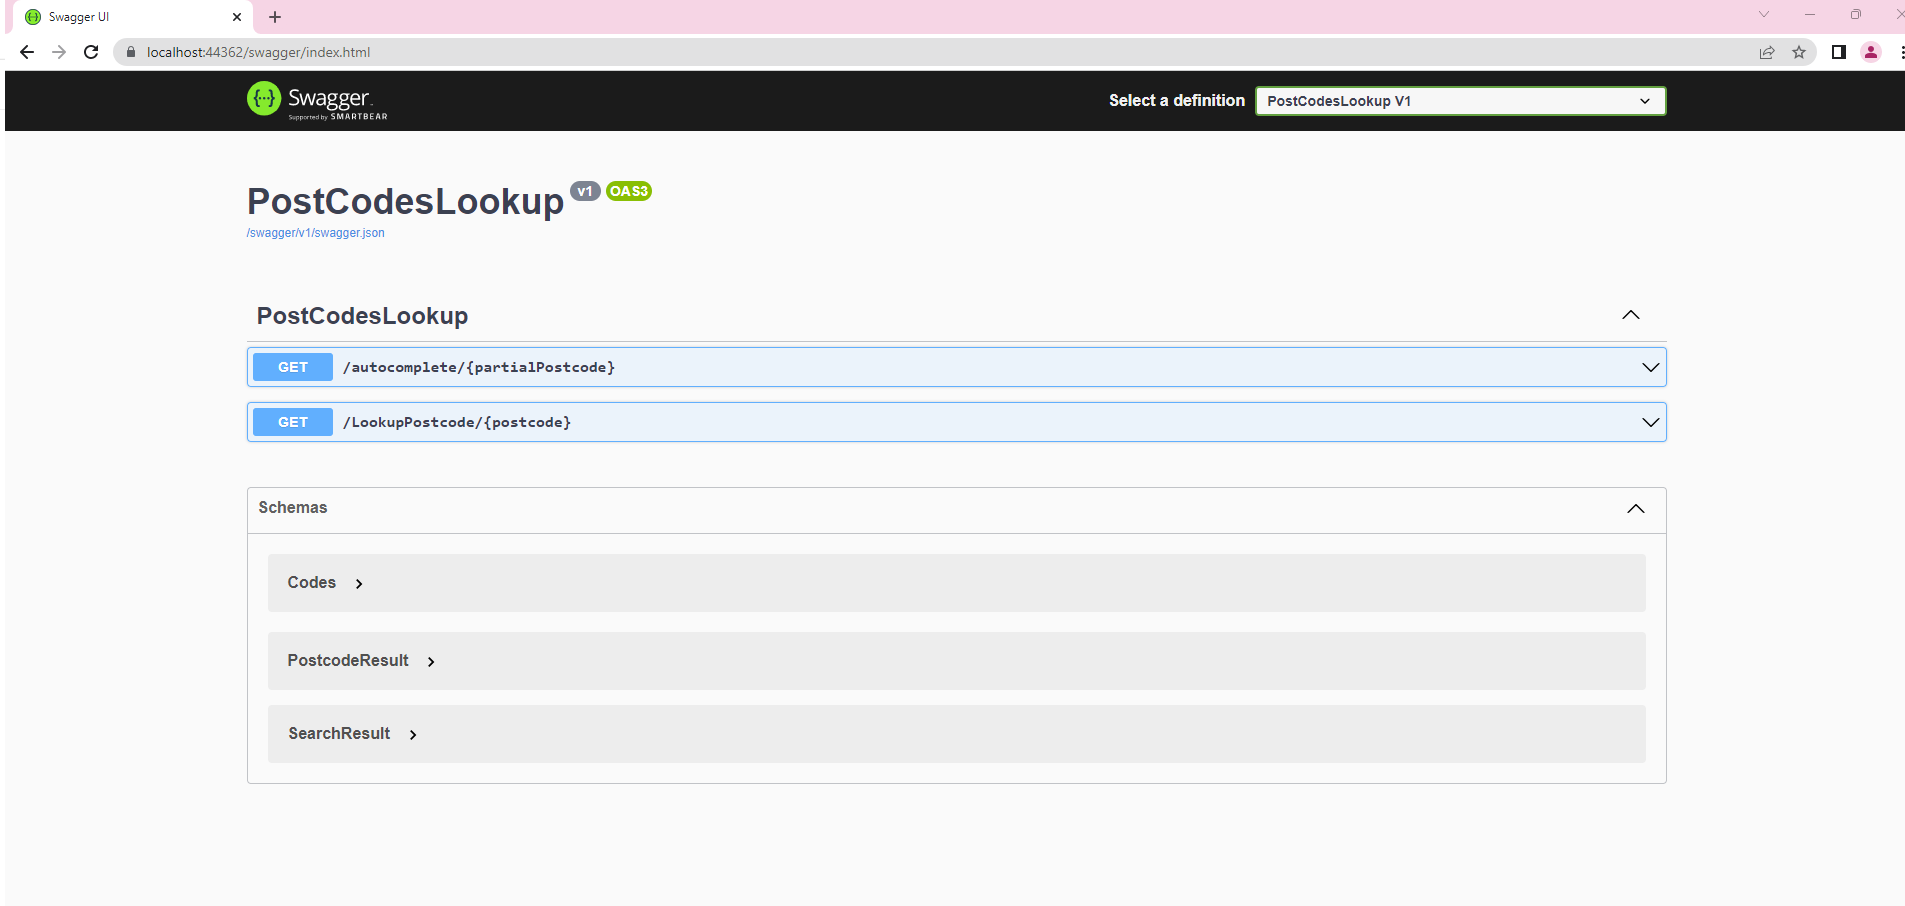 Swagger UI
localhost:44362/swagger/index.html
Swagger
Supported by SMARTBEAR
Select a definition
PostCodesLookup V1
PostCodesLookup v1 OAS3
/swagger/v1/swagger.json
PostCodesLookup
GET /autocomplete/{partialPostcode}
GET /LookupPostcode/{postcode}
Schemas
Codes
PostcodeResult
SearchResult